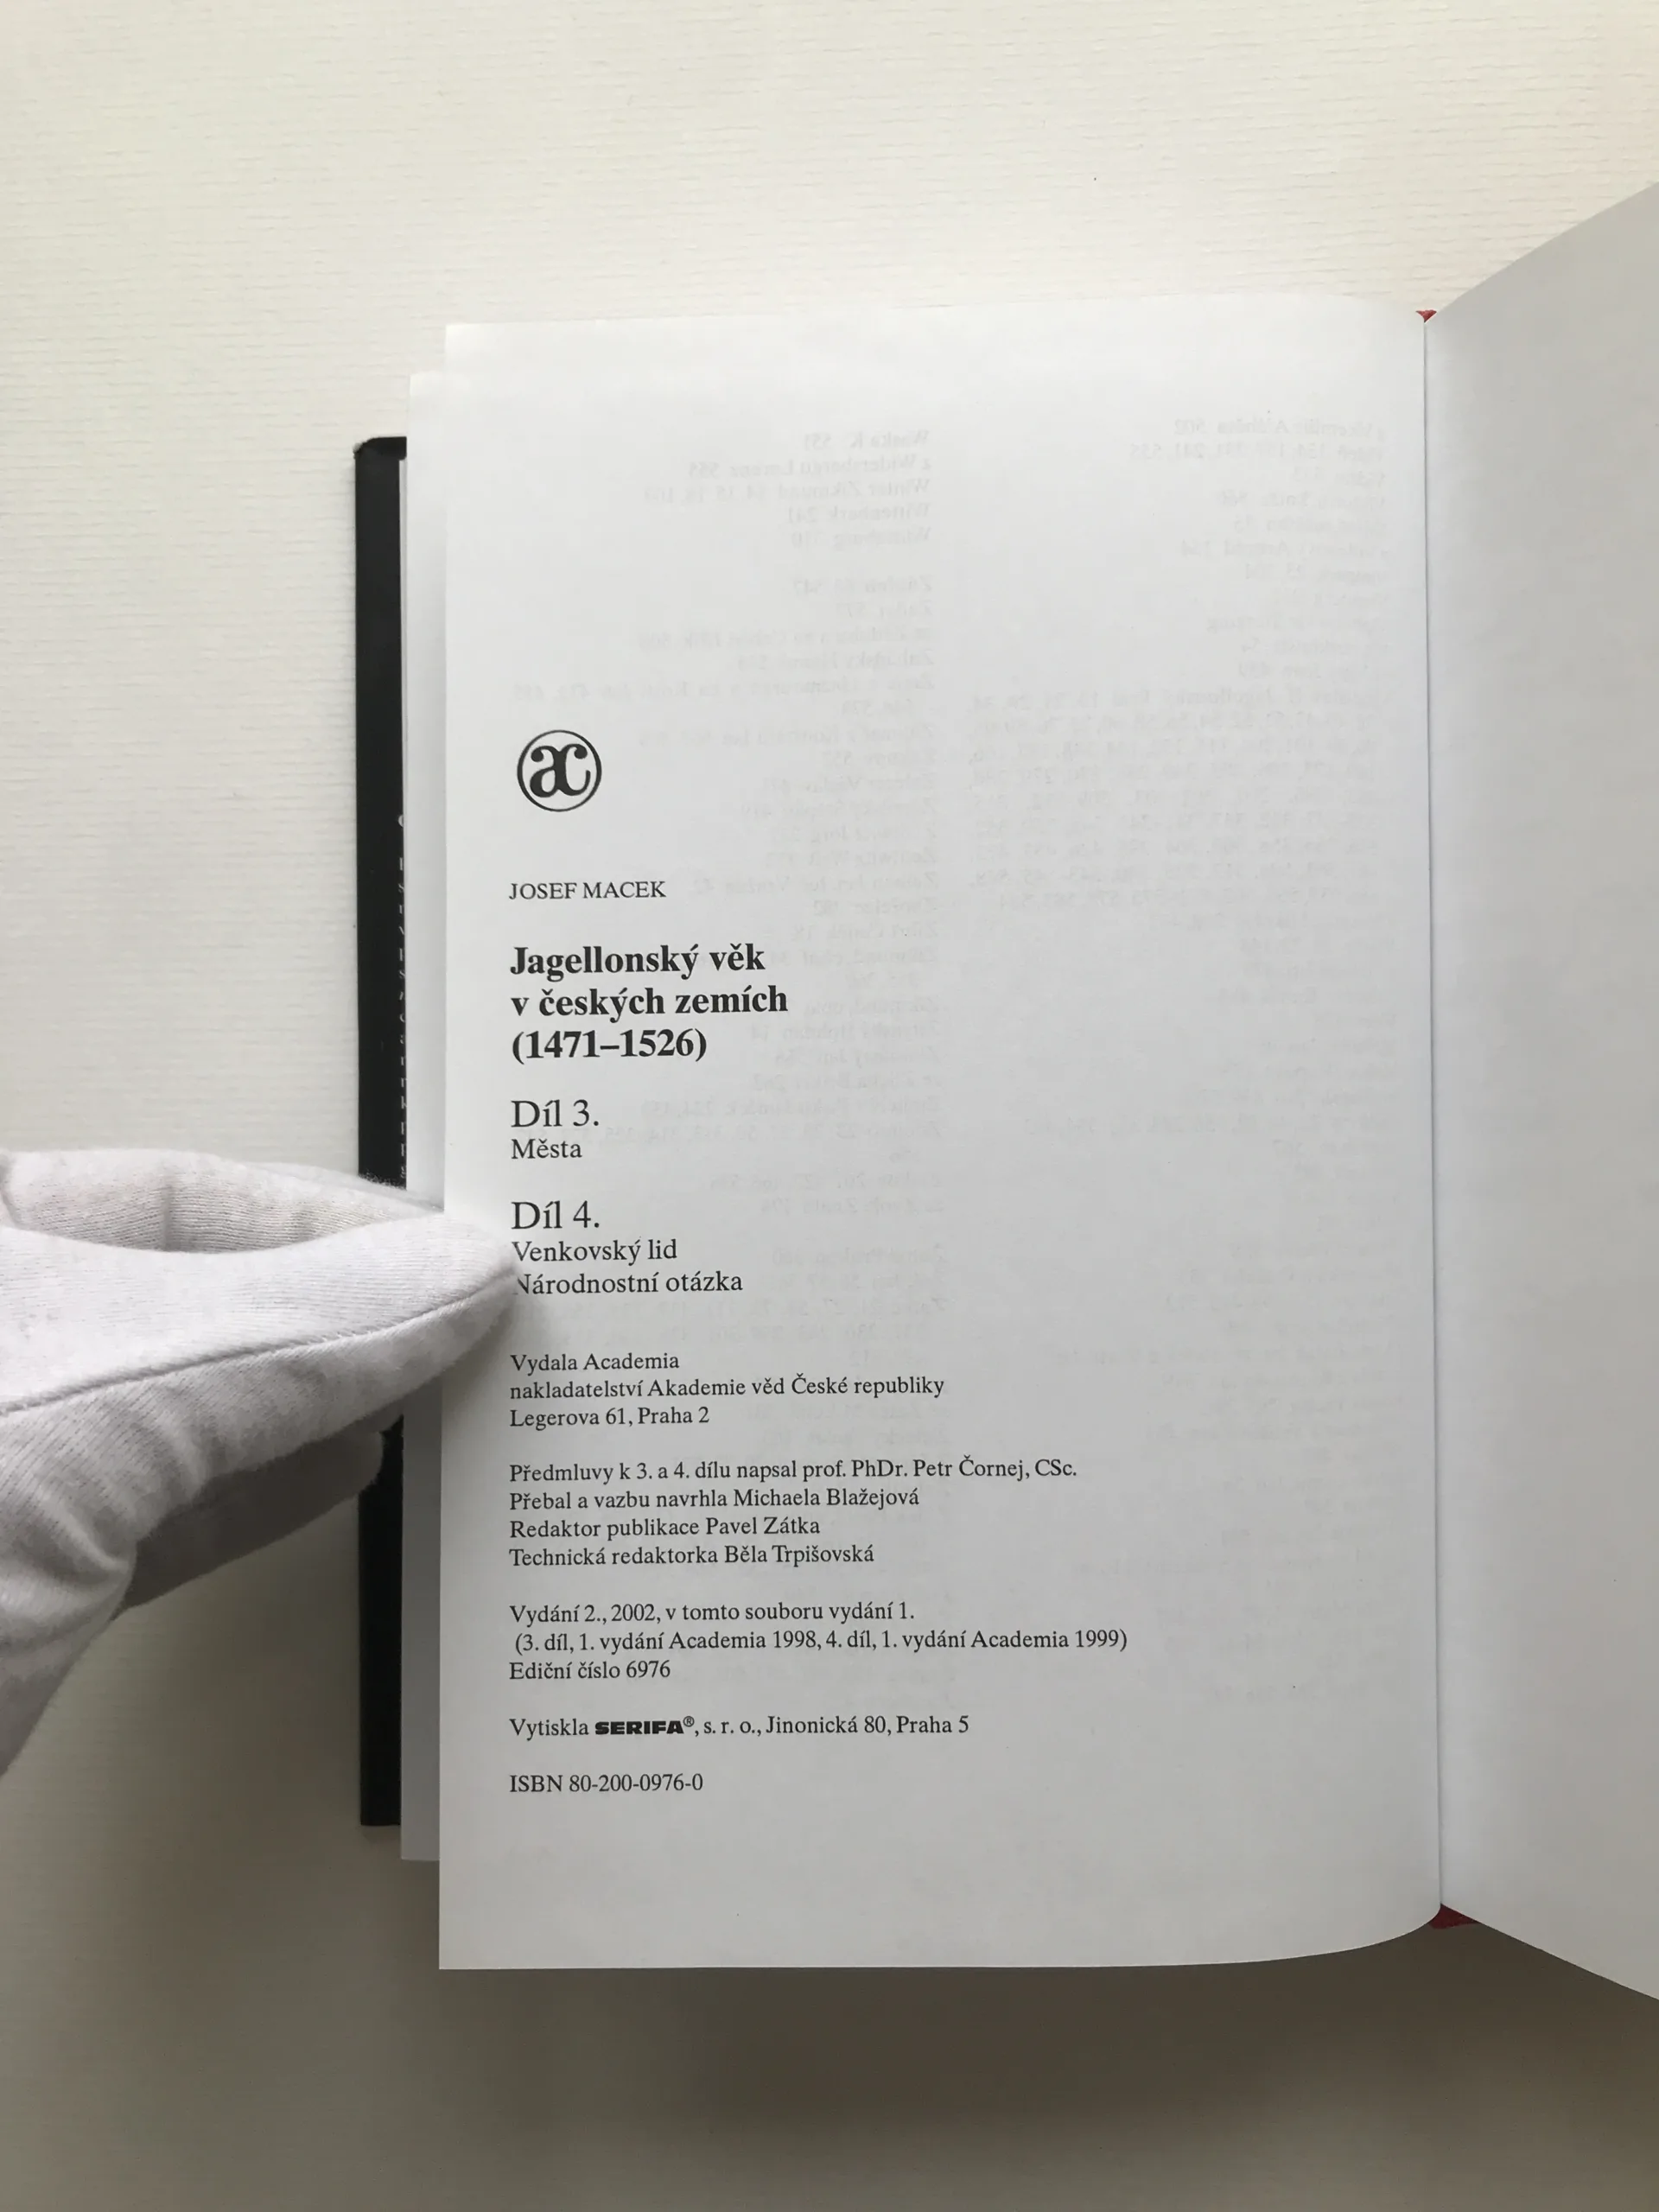 ac
JOSEF MACEK
Jagellonský věk
v českých zemích
(1471–1526)
Díl 3.
Města
Díl 4.
Venkovský lid
Národnostní otázka
Vydala Academia
nakladatelství Akademie věd České republiky
Legerova 61, Praha 2
Předmluvy k 3. a 4. dílu napsal prof. PhDr. Petr Čornej, CSc.
Přebal a vazbu navrhla Michaela Blažejová
Redaktor publikace Pavel Zátka
Technická redaktorka Běla Trpišovská
Vydání 2., 2002, v tomto souboru vydání 1.
(3. díl, 1. vydání Academia 1998, 4. díl, 1. vydání Academia 1999)
Ediční číslo 6976
Vytiskla SERIFA®, s. r. o., Jinonická 80, Praha 5
ISBN 80-200-0976-0